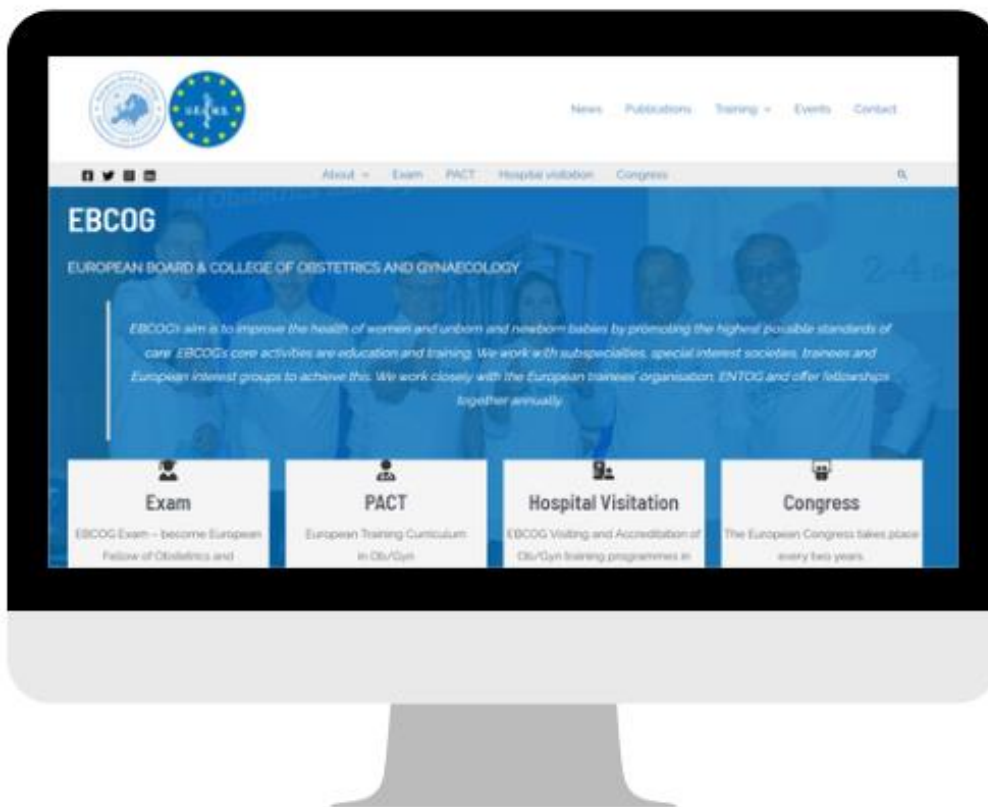 U.E.M.S.
News Publications Training Events Contact
About Exam PACT Hospital visitation Congress
EBCOG
EUROPEAN BOARD & COLLEGE OF OBSTETRICS AND GYNAECOLOGY
2-4
EBCOG's aim is to improve the health of women and unborn and newborn babies by promoting the highest possible standards of
care. EBCOG's core activities are education and training. We work with subspecialties, special interest societies, trainees and
European interest groups to achieve this. We work closely with the European trainees' organisation, ENTOG and offer fellowships
together annually.
Exam
EBCOG Exam – become European
Fellow of Obstetrics and
PACT
European Training Curriculum
in Ob/Gyn
Hospital Visitation
EBCOG Visiting and Accreditation of
Ob/Gyn training programmes in
Congress
The European Congress takes place
every two years.